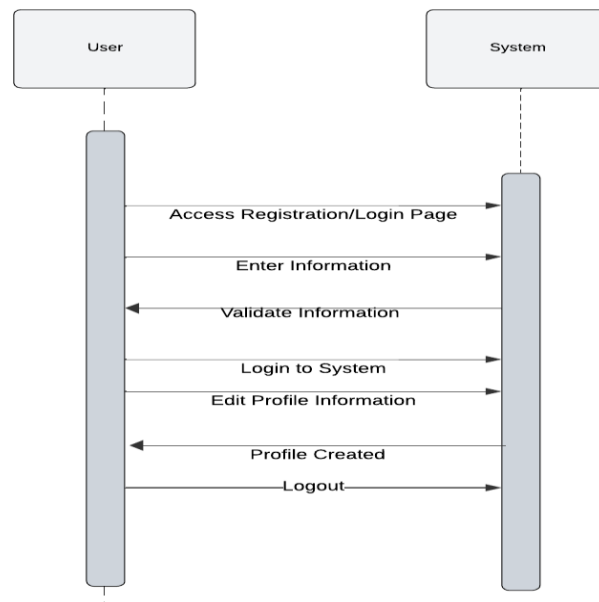 User
System
Access Registration/Login Page
Enter Information
Validate Information
Login to System
Edit Profile Information
Profile Created
Logout